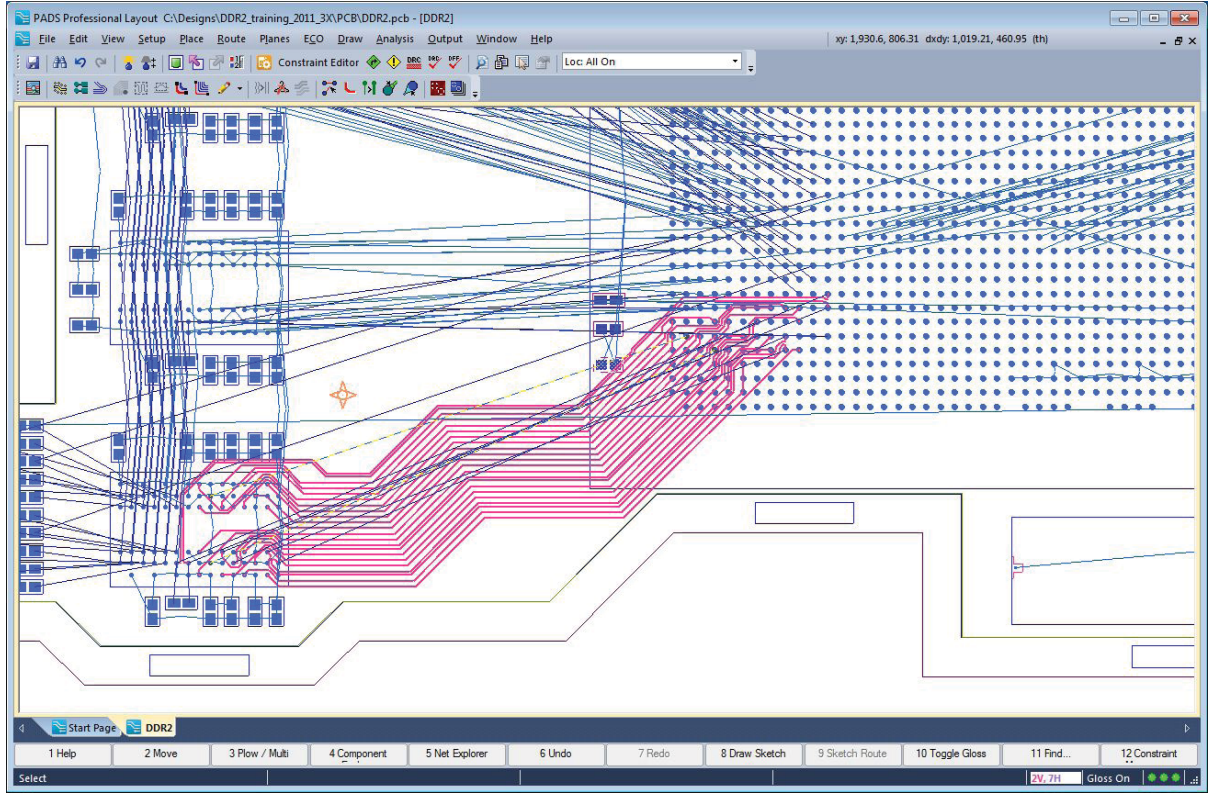 PADS Professional Layout C:\Designs\DDR2_training_2011_3X\PCB\DDR2.pcb - [DDR2]
File Edit View Setup Place Route Planes ECO Draw Analysis Output Window Help xy: 1,930.6, 806.31 dxdy: 1,019.21, 460.95 (th)
Constraint Editor DRC Loc: All On
Start Page DDR2
1 Help 2 Move 3 Plow / Multi 4 Component 5 Net Explorer 6 Undo 7 Redo 8 Draw Sketch 9 Sketch Route 10 Toggle Gloss 11 Find... 12 Constraint
Select 2V, 7H Gloss On